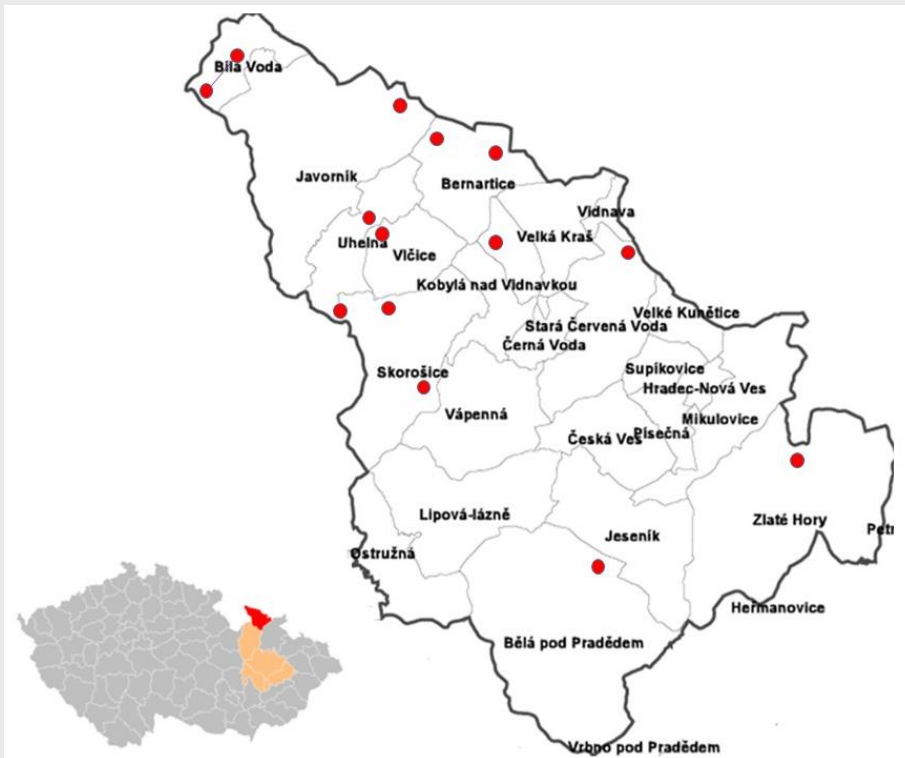 Bílá Voda
Javorník
Bernartice
Vidnava
Uhelná
Vlčice
Velká Kraš
Kobylá nad Vidnavkou
Velké Kunětice
Stará Červená Voda
Černá Voda
Skorošice
Supíkovice
Hradec-Nová Ves
Vápenná
Mikulovice
Česká Ves
Písečná
Lipová-lázně
Zlaté Hory
Petr
Jeseník
Ostružná
Heřmanovice
Bělá pod Pradědem
Vrbno pod Pradědem